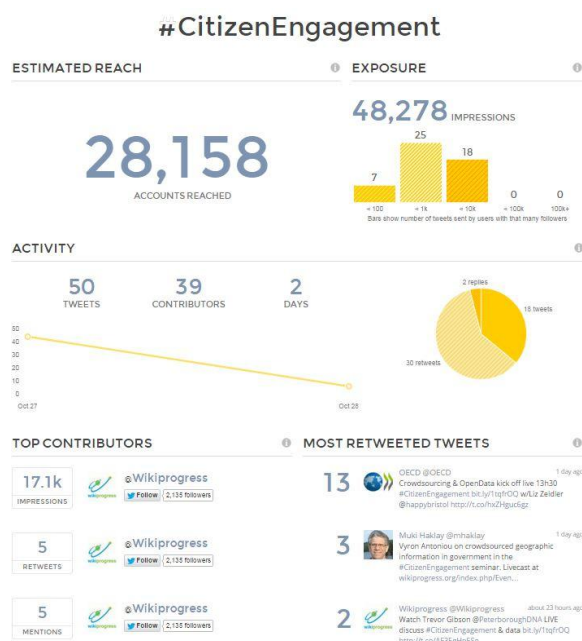 #CitizenEngagement
ESTIMATED REACH
28,158
ACCOUNTS REACHED
EXPOSURE
48,278 IMPRESSIONS
7
25
18
0
0
< 100
< 1k
< 10k
< 100k
100k+
Bars show number of tweets sent by users with that many followers
ACTIVITY
50
TWEETS
39
CONTRIBUTORS
2
DAYS
50
40
30
20
10
0
Oct 27
Oct 28
2 replies
18 tweets
30 retweets
TOP CONTRIBUTORS
17.1k
IMPRESSIONS
wikiprogress
@Wikiprogress
Follow 2,135 followers
5
RETWEETS
wikiprogress
@Wikiprogress
Follow 2,135 followers
5
MENTIONS
wikiprogress
@Wikiprogress
Follow 2,135 followers
MOST RETWEETED TWEETS
13
OECD @OECD 1 day ago
Crowdsourcing & OpenData kick off live 13h30
#CitizenEngagement bit.ly/1tqfrOQ w/Liz Zeidler
@happybristol http://t.co/hxZHguc6gz
3
Muki Haklay @mhaklay 1 day ago
Vyron Antoniou on crowdsourced geographic
information in government in the
#CitizenEngagement seminar. Livecast at
wikiprogress.org/index.php/Even...
2
Wikiprogress @Wikiprogress about 23 hours ago
Watch Trevor Gibson @PeterboroughDNA LIVE
discuss #CitizenEngagement & data bit.ly/1tqfrOQ